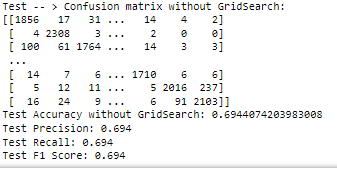 Test -- > Confusion matrix without GridSearch:
[[1856 17 31 ... 14 4 2]
[ 4 2308 3 ... 2 0 0]
[ 100 61 1764 ... 14 3 3]
...
[ 14 7 6 ... 1710 6 6]
[ 5 12 11 ... 5 2016 237]
[ 16 24 9 ... 6 91 2103]]
Test Accuracy without GridSearch: 0.6944074203983008
Test Precision: 0.694
Test Recall: 0.694
Test F1 Score: 0.694